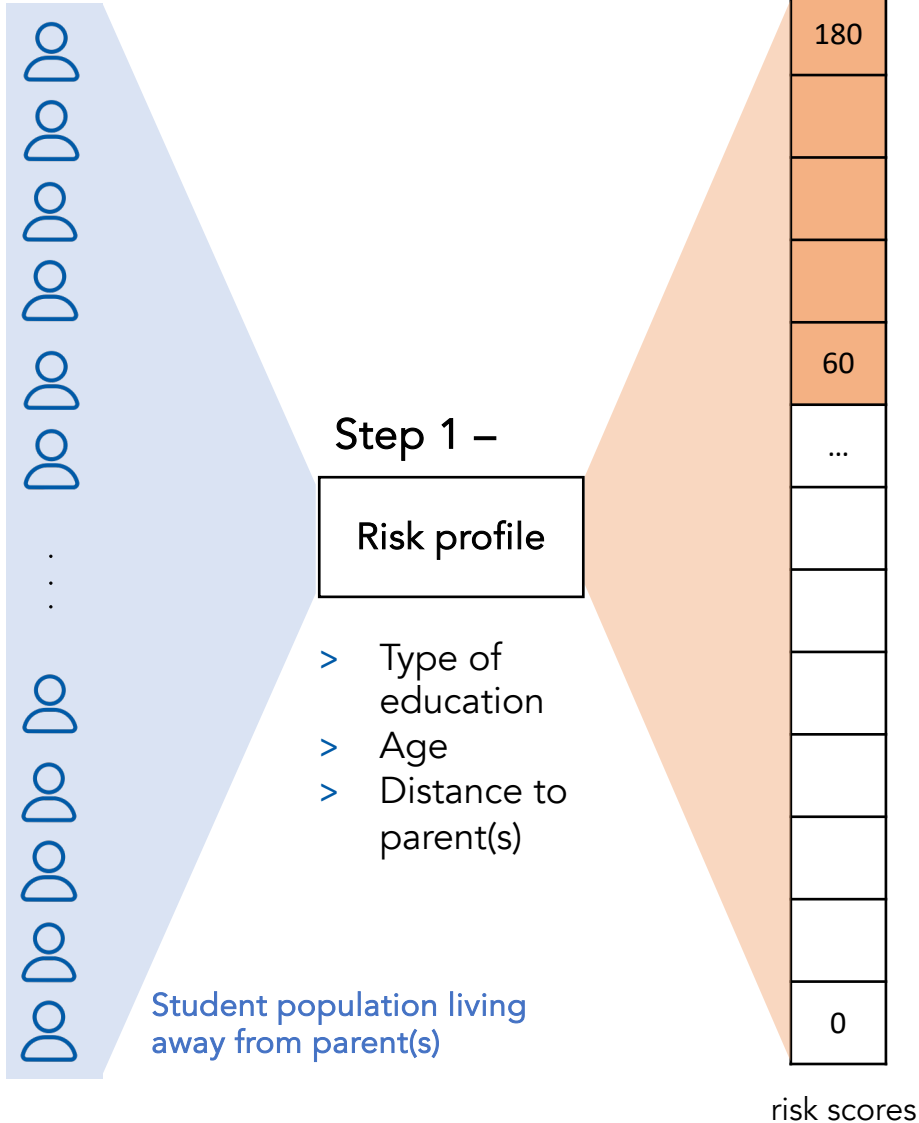 180
60
...
Step 1 –
Risk profile
> Type of
education
> Age
> Distance to
parent(s)
Student population living
away from parent(s)
0
risk scores